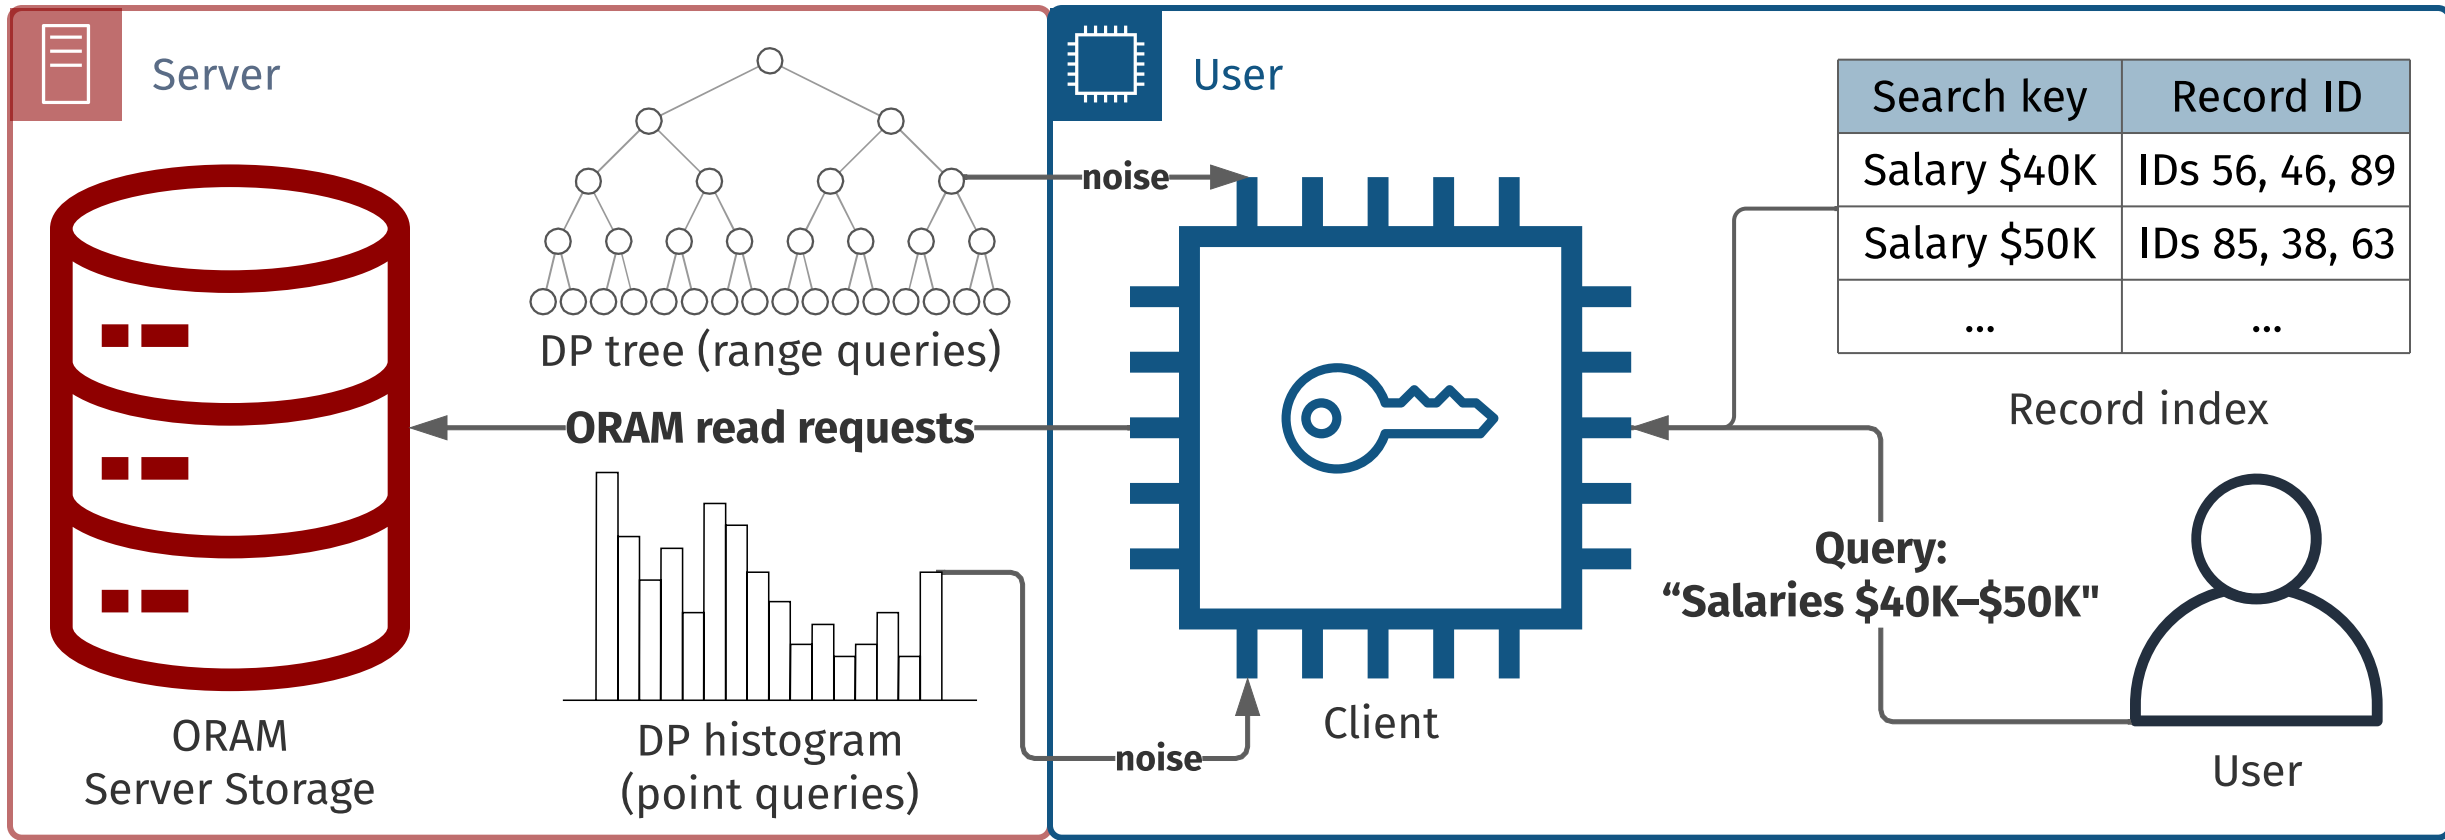 Server
DP tree (range queries)
ORAM read requests
ORAM
Server Storage
DP histogram
(point queries)
User
noise
noise
Client
Search key Record ID
Salary $40K IDs 56, 46, 89
Salary $50K IDs 85, 38, 63
... ...
Record index
Query:
“Salaries $40K–$50K"
User